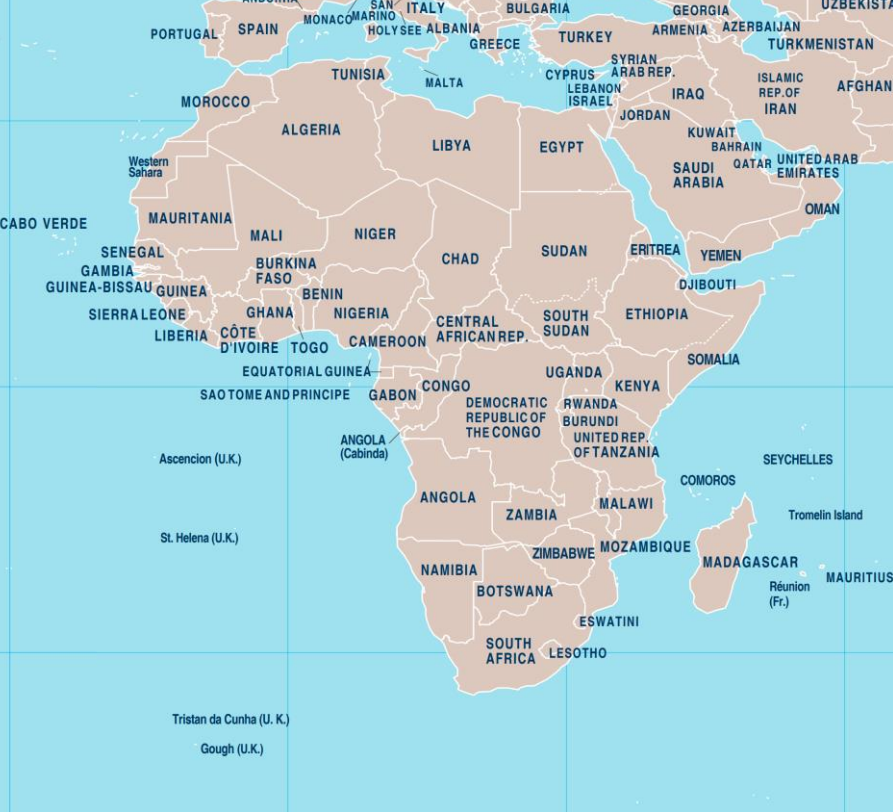 ANDORRA
MONACO
SAN
MARINO
ITALY
BULGARIA
GEORGIA
UZBEKISTA
PORTUGAL
SPAIN
HOLY SEE
ALBANIA
GREECE
TURKEY
ARMENIA
AZERBAIJAN
TURKMENISTAN
TUNISIA
MALTA
CYPRUS
SYRIAN
ARAB REP.
LEBANON
ISRAEL
IRAQ
ISLAMIC
REP. OF
IRAN
AFGHAN
MOROCCO
ALGERIA
LIBYA
EGYPT
JORDAN
KUWAIT
BAHRAIN
QATAR
UNITED ARAB
EMIRATES
SAUDI
ARABIA
OMAN
Western
Sahara
CABO VERDE
MAURITANIA
MALI
NIGER
CHAD
SUDAN
ERITREA
YEMEN
SENEGAL
GAMBIA
GUINEA-BISSAU
GUINEA
BURKINA
FASO
BENIN
DJIBOUTI
SIERRA LEONE
LIBERIA
CÔTE
D'IVOIRE
GHANA
TOGO
NIGERIA
CAMEROON
CENTRAL
AFRICAN REP.
SOUTH
SUDAN
ETHIOPIA
SOMALIA
EQUATORIAL GUINEA
SAO TOME AND PRINCIPE
GABON
CONGO
DEMOCRATIC
REPUBLIC OF
THE CONGO
UGANDA
KENYA
RWANDA
BURUNDI
UNITED REP.
OF TANZANIA
ANGOLA
(Cabinda)
Ascencion (U.K.)
SEYCHELLES
COMOROS
ANGOLA
ZAMBIA
MALAWI
Tromelin Island
St. Helena (U.K.)
ZIMBABWE
MOZAMBIQUE
MADAGASCAR
NAMIBIA
BOTSWANA
Réunion
(Fr.)
MAURITIUS
ESWATINI
SOUTH
AFRICA
LESOTHO
Tristan da Cunha (U. K.)
Gough (U.K.)